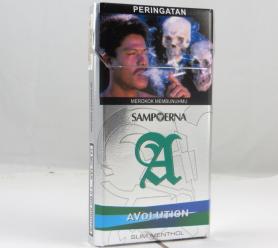 PERINGATAN
MEROKOK MEMBUNUHMU
SAMPOERNA
A
AVOLUTION
SLIM MENTHOL